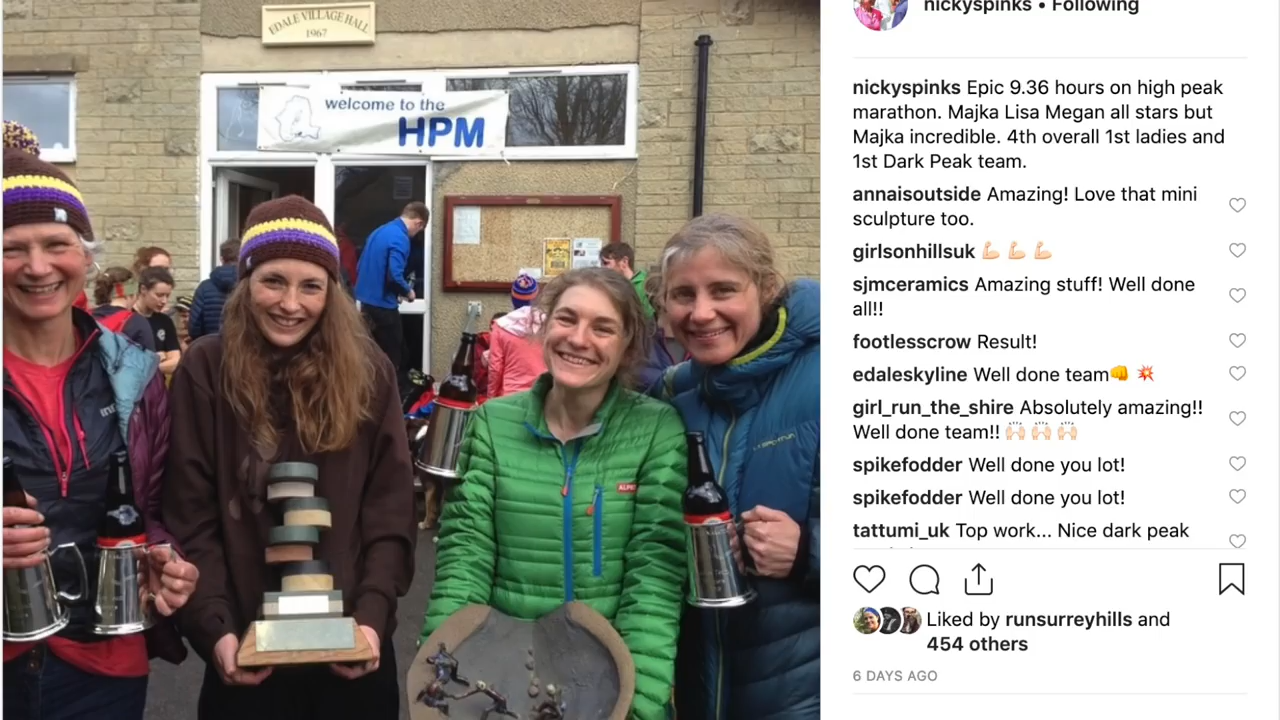 EDALE VILLAGE HALL
1967
welcome to the
HPM
nickyspinks • Following
nickyspinks Epic 9.36 hours on high peak
marathon. Majka Lisa Megan all stars but
Majka incredible. 4th overall 1st ladies and
1st Dark Peak team.
annaisoutside Amazing! Love that mini
sculpture too.
girlsonhillsuk 💪🏻 💪🏻 💪🏻
sjmceramics Amazing stuff! Well done
all!!
footlesscrow Result!
edaleskyline Well done team👊 💥
girl_run_the_shire Absolutely amazing!!
Well done team!! 🙌🏻 🙌🏻 🙌🏻
spikefodder Well done you lot!
spikefodder Well done you lot!
tattumi_uk Top work... Nice dark peak
Liked by runsurreyhills and
454 others
6 DAYS AGO